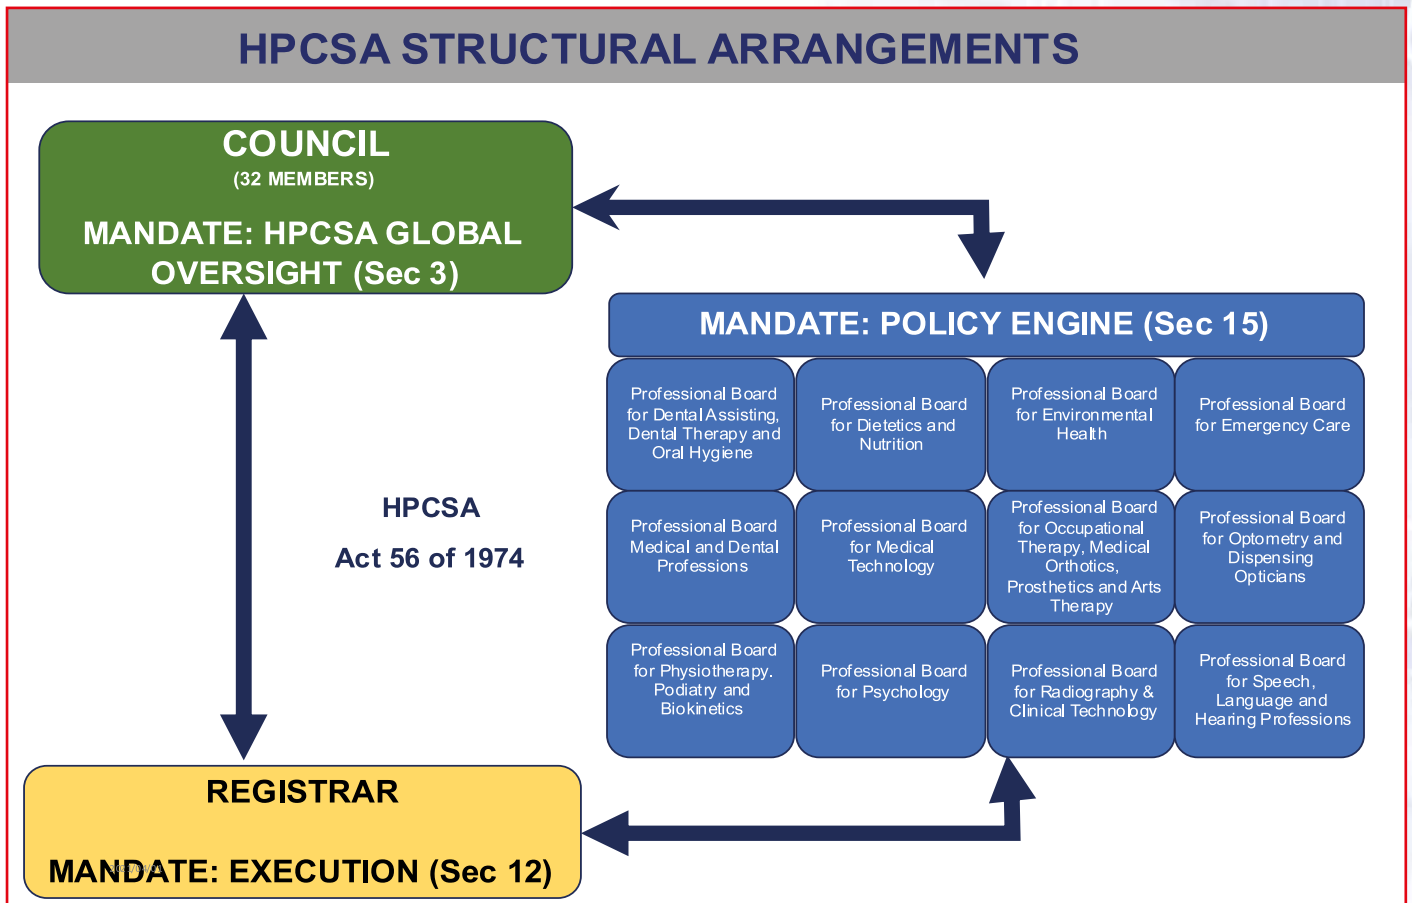 HPCSA STRUCTURAL ARRANGEMENTS
COUNCIL
(32 MEMBERS)
MANDATE: HPCSA GLOBAL
OVERSIGHT (Sec 3)
MANDATE: POLICY ENGINE (Sec 15)
Professional Board
for Dental Assisting,
Dental Therapy and
Oral Hygiene
Professional Board
for Dietetics and
Nutrition
Professional Board
for Environmental
Health
Professional Board
for Emergency Care
Professional Board
Medical and Dental
Professions
Professional Board
for Medical
Technology
Professional Board
for Occupational
Therapy, Medical
Orthotics,
Prosthetics and Arts
Therapy
Professional Board
for Optometry and
Dispensing
Opticians
Professional Board
for Physiotherapy.
Podiatry and
Biokinetics
Professional Board
for Psychology
Professional Board
for Radiography &
Clinical Technology
Professional Board
for Speech,
Language and
Hearing Professions
HPCSA
Act 56 of 1974
REGISTRAR
MANDATE: EXECUTION (Sec 12)